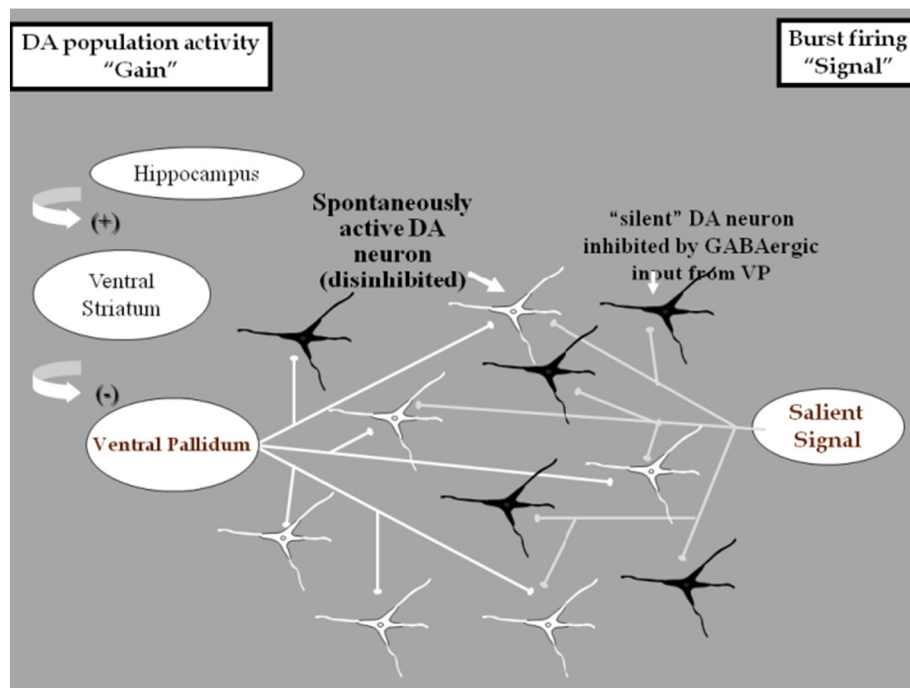 DA population activity
“Gain”
Burst firing
“Signal”
Hippocampus
(+)
Spontaneously
active DA
neuron
(disinhibited)
“silent” DA neuron
inhibited by GABAergic
input from VP
Ventral
Striatum
(-)
Ventral Pallidum
Salient
Signal